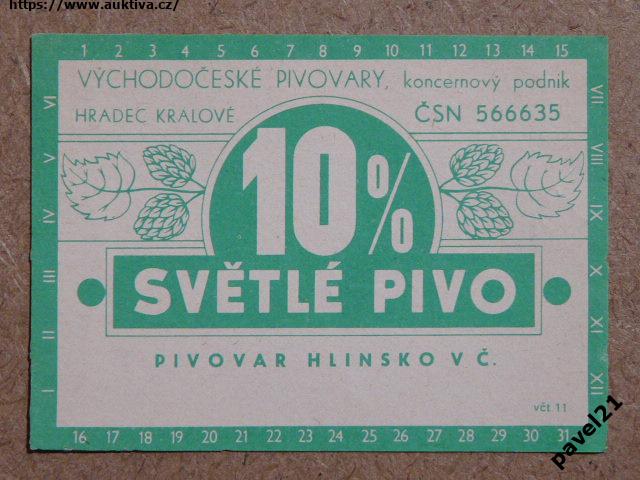 https://www.auktiva.cz/
1 2 3 4 5 6 7 8 9 10 11 12 13 14 15
VÝCHODOČESKÉ PIVOVARY, koncernový podnik
HRADEC KRALOVÉ ČSN 566635
10%
SVĚTLÉ PIVO
PIVOVAR HLINSKO V Č.
včt 11
I II III IV V VI
VII VIII IX X XI XII
16 17 18 19 20 21 22 23 24 25 26 27 28 29 30 31
pavel21